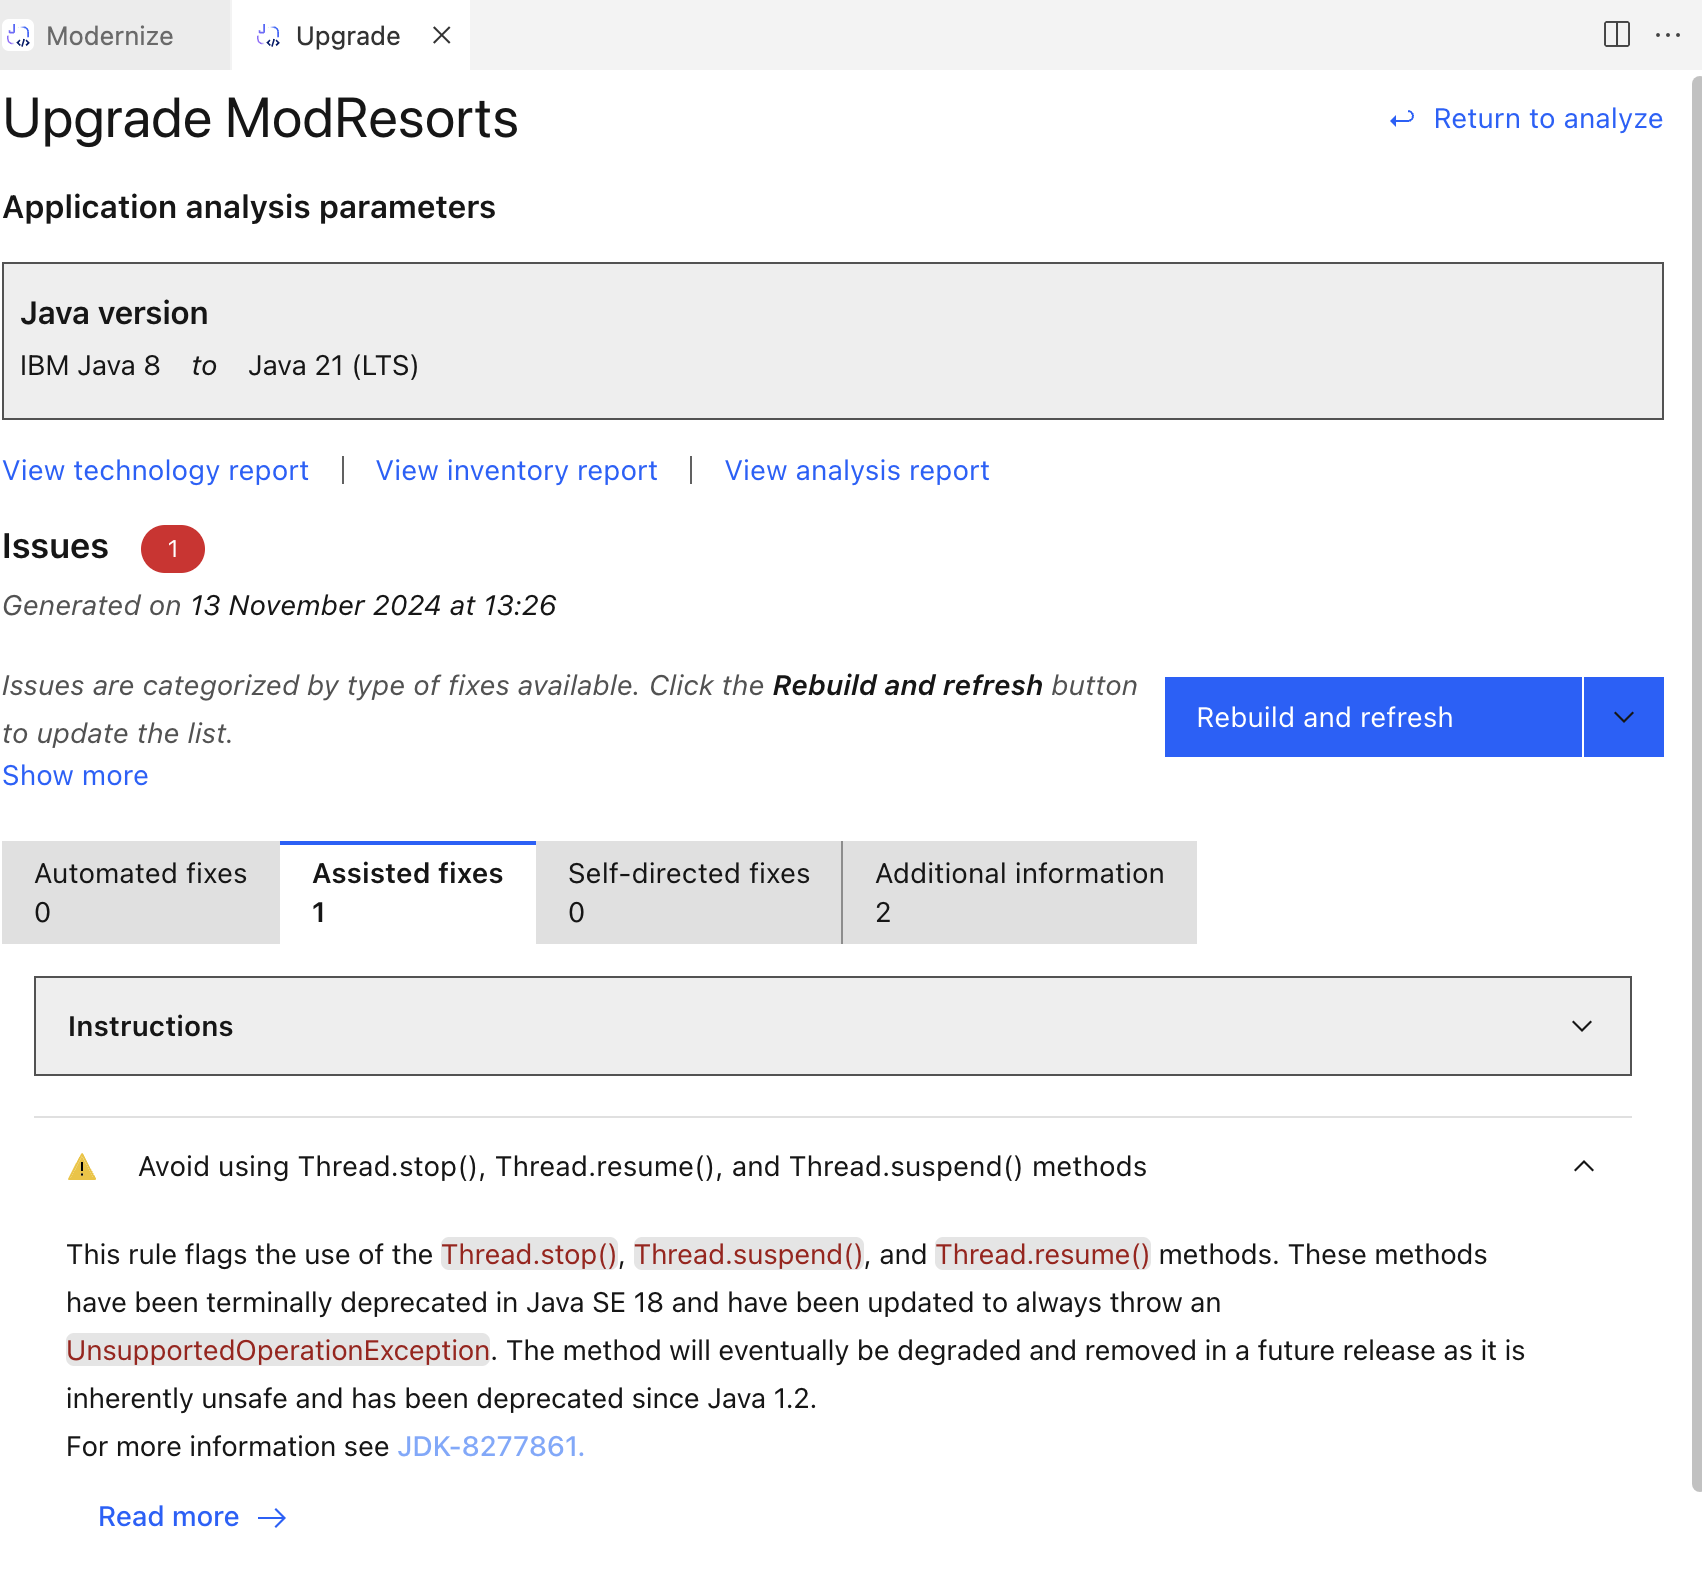 Modernize
Upgrade
Upgrade ModResorts
Return to analyze
Application analysis parameters
Java version
IBM Java 8 to Java 21 (LTS)
View technology report | View inventory report | View analysis report
Issues 1
Generated on 13 November 2024 at 13:26
Issues are categorized by type of fixes available. Click the Rebuild and refresh button
to update the list.
Show more
Rebuild and refresh
Automated fixes
0
Assisted fixes
1
Self-directed fixes
0
Additional information
2
Instructions
Avoid using Thread.stop(), Thread.resume(), and Thread.suspend() methods
This rule flags the use of the Thread.stop(), Thread.suspend(), and Thread.resume() methods. These methods
have been terminally deprecated in Java SE 18 and have been updated to always throw an
UnsupportedOperationException. The method will eventually be degraded and removed in a future release as it is
inherently unsafe and has been deprecated since Java 1.2.
For more information see JDK-8277861.
Read more